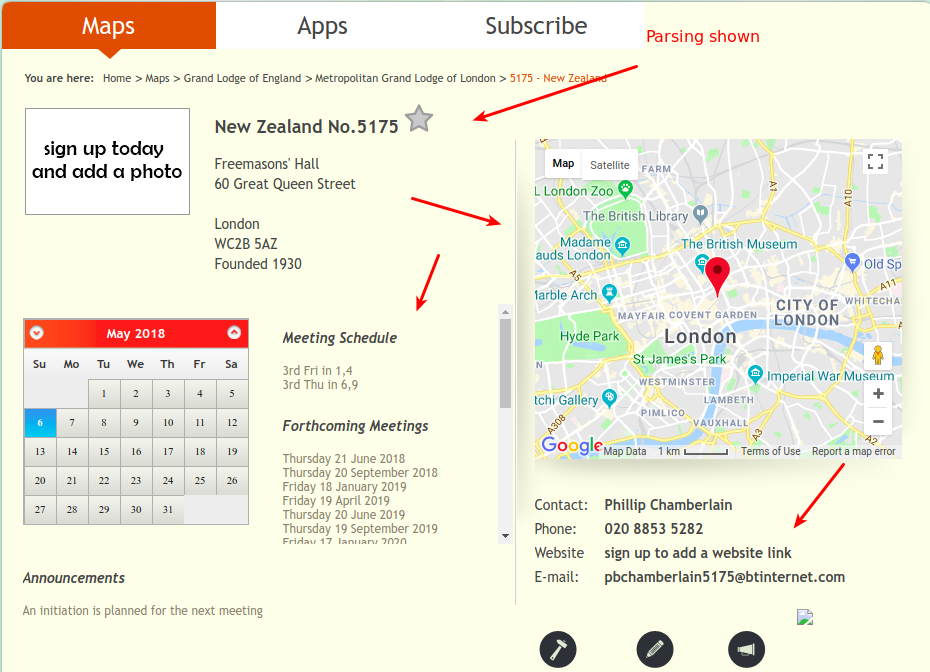 Maps Apps Subscribe
Parsing shown
You are here: Home > Maps > Grand Lodge of England > Metropolitan Grand Lodge of London > 5175 - New Zealand
sign up today
and add a photo
New Zealand No.5175
Freemasons' Hall
60 Great Queen Street
London
WC2B 5AZ
Founded 1930
May 2018
Su Mo Tu We Th Fr Sa
1 2 3 4 5
6 7 8 9 10 11 12
13 14 15 16 17 18 19
20 21 22 23 24 25 26
27 28 29 30 31
Meeting Schedule
3rd Fri in 1,4
3rd Thu in 6,9
Forthcoming Meetings
Thursday 21 June 2018
Thursday 20 September 2018
Friday 18 January 2019
Friday 19 April 2019
Thursday 20 June 2019
Thursday 19 September 2019
Friday 17 January 2020
Announcements
An initiation is planned for the next meeting
Map Satellite
FARM
L London Zoo
A1
A10
The British Library
Madame
auds London
The British Museum
Old Sp
A5
A11
Marble Arch
WHITECHA
CITY OF
LONDON
MAYFAIR COVENT GARDEN
Hyde Park
London
St James's Park
WESTMINSTER
Imperial War Museum
LAMBETH
tchi Gallery
PIMLICO
VAUXHALL
A308
A3
A2
Google
Map Data 1 km Terms of Use Report a map error
Contact: Phillip Chamberlain
Phone: 020 8853 5282
Website sign up to add a website link
E-mail: pbchamberlain5175@btinternet.com